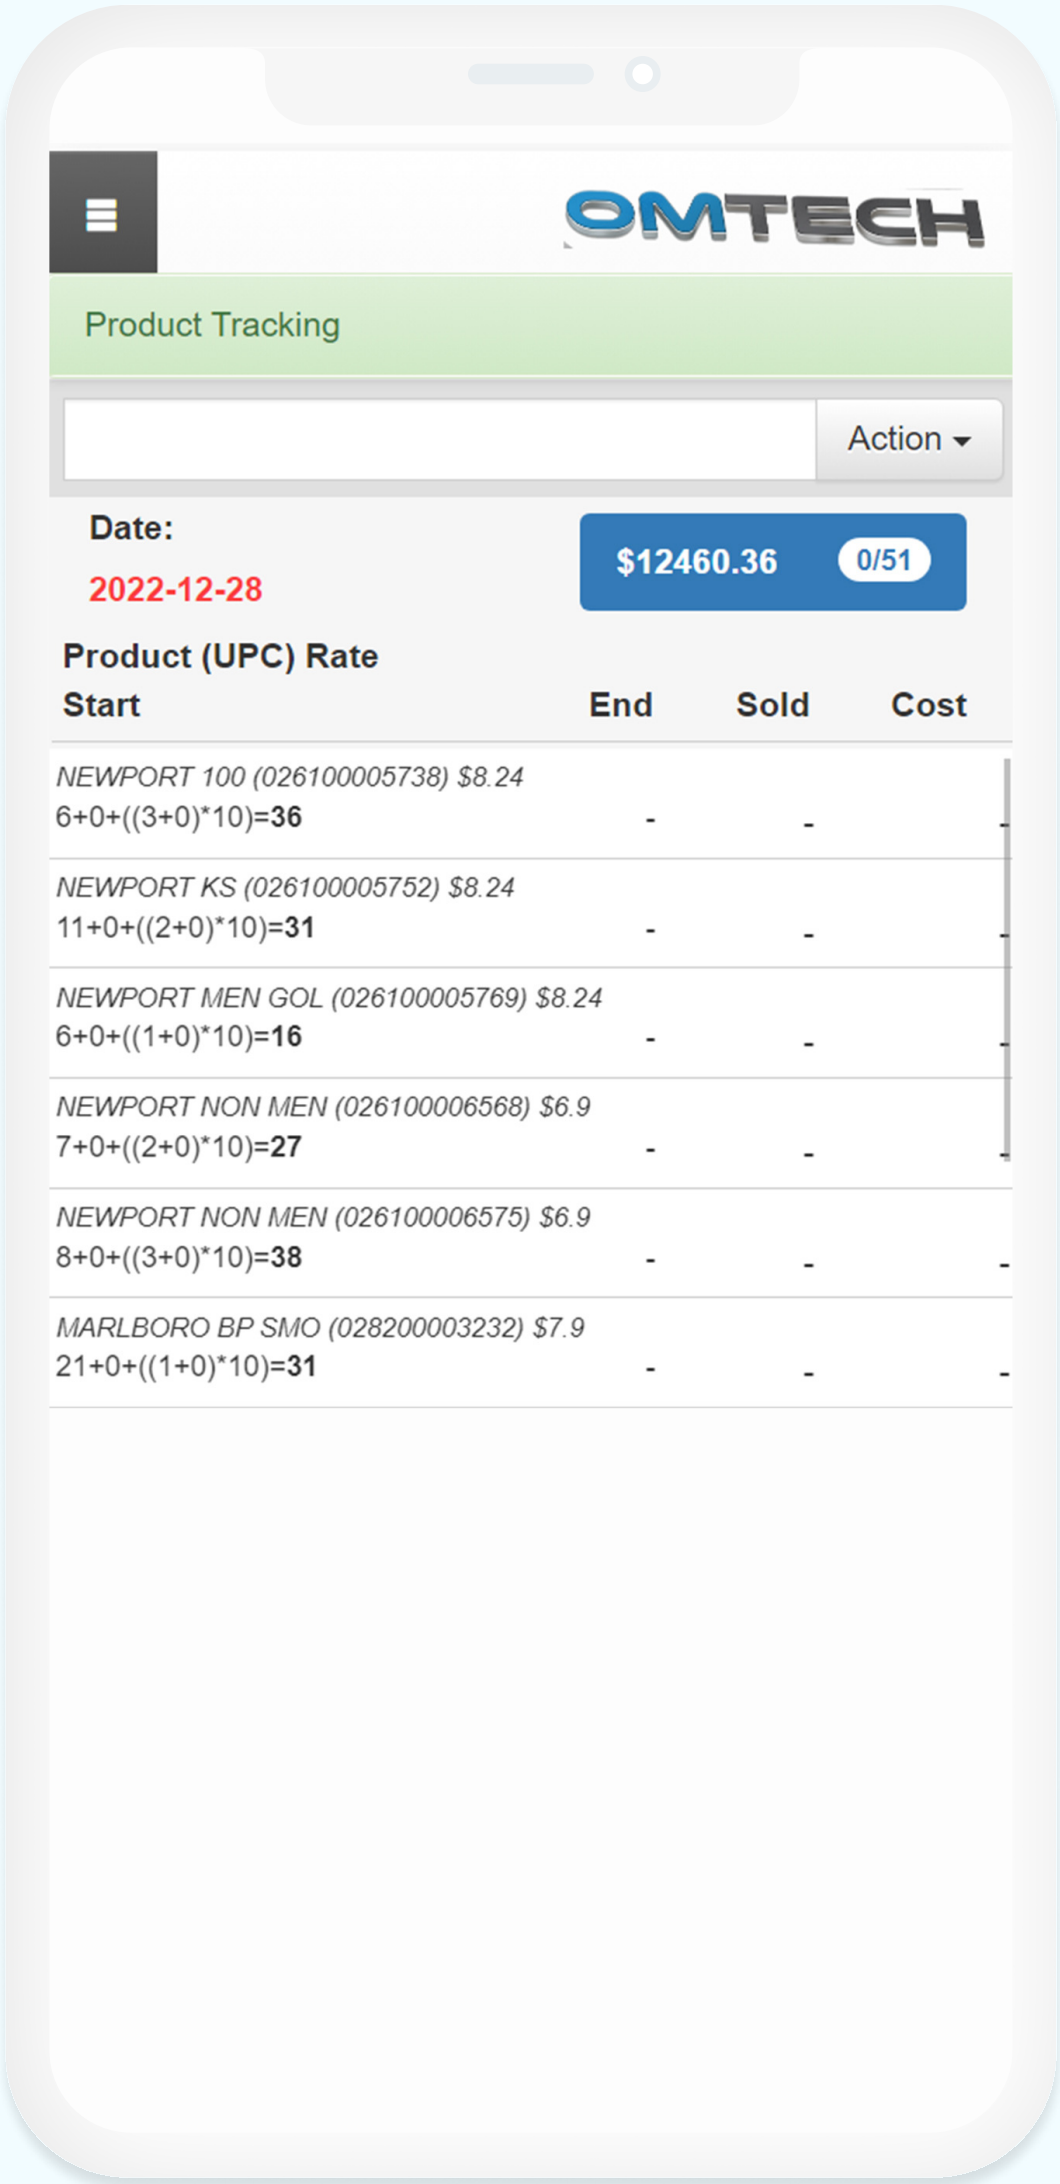 OMTECH
Product Tracking
Action
Date:
2022-12-28
$12460.36 0/51
Product (UPC) Rate
Start End Sold Cost
NEWPORT 100 (026100005738) $8.24
6+0+((3+0)*10)=36 - - -
NEWPORT KS (026100005752) $8.24
11+0+((2+0)*10)=31 - - -
NEWPORT MEN GOL (026100005769) $8.24
6+0+((1+0)*10)=16 - - -
NEWPORT NON MEN (026100006568) $6.9
7+0+((2+0)*10)=27 - - -
NEWPORT NON MEN (026100006575) $6.9
8+0+((3+0)*10)=38 - - -
MARLBORO BP SMO (028200003232) $7.9
21+0+((1+0)*10)=31 - - -